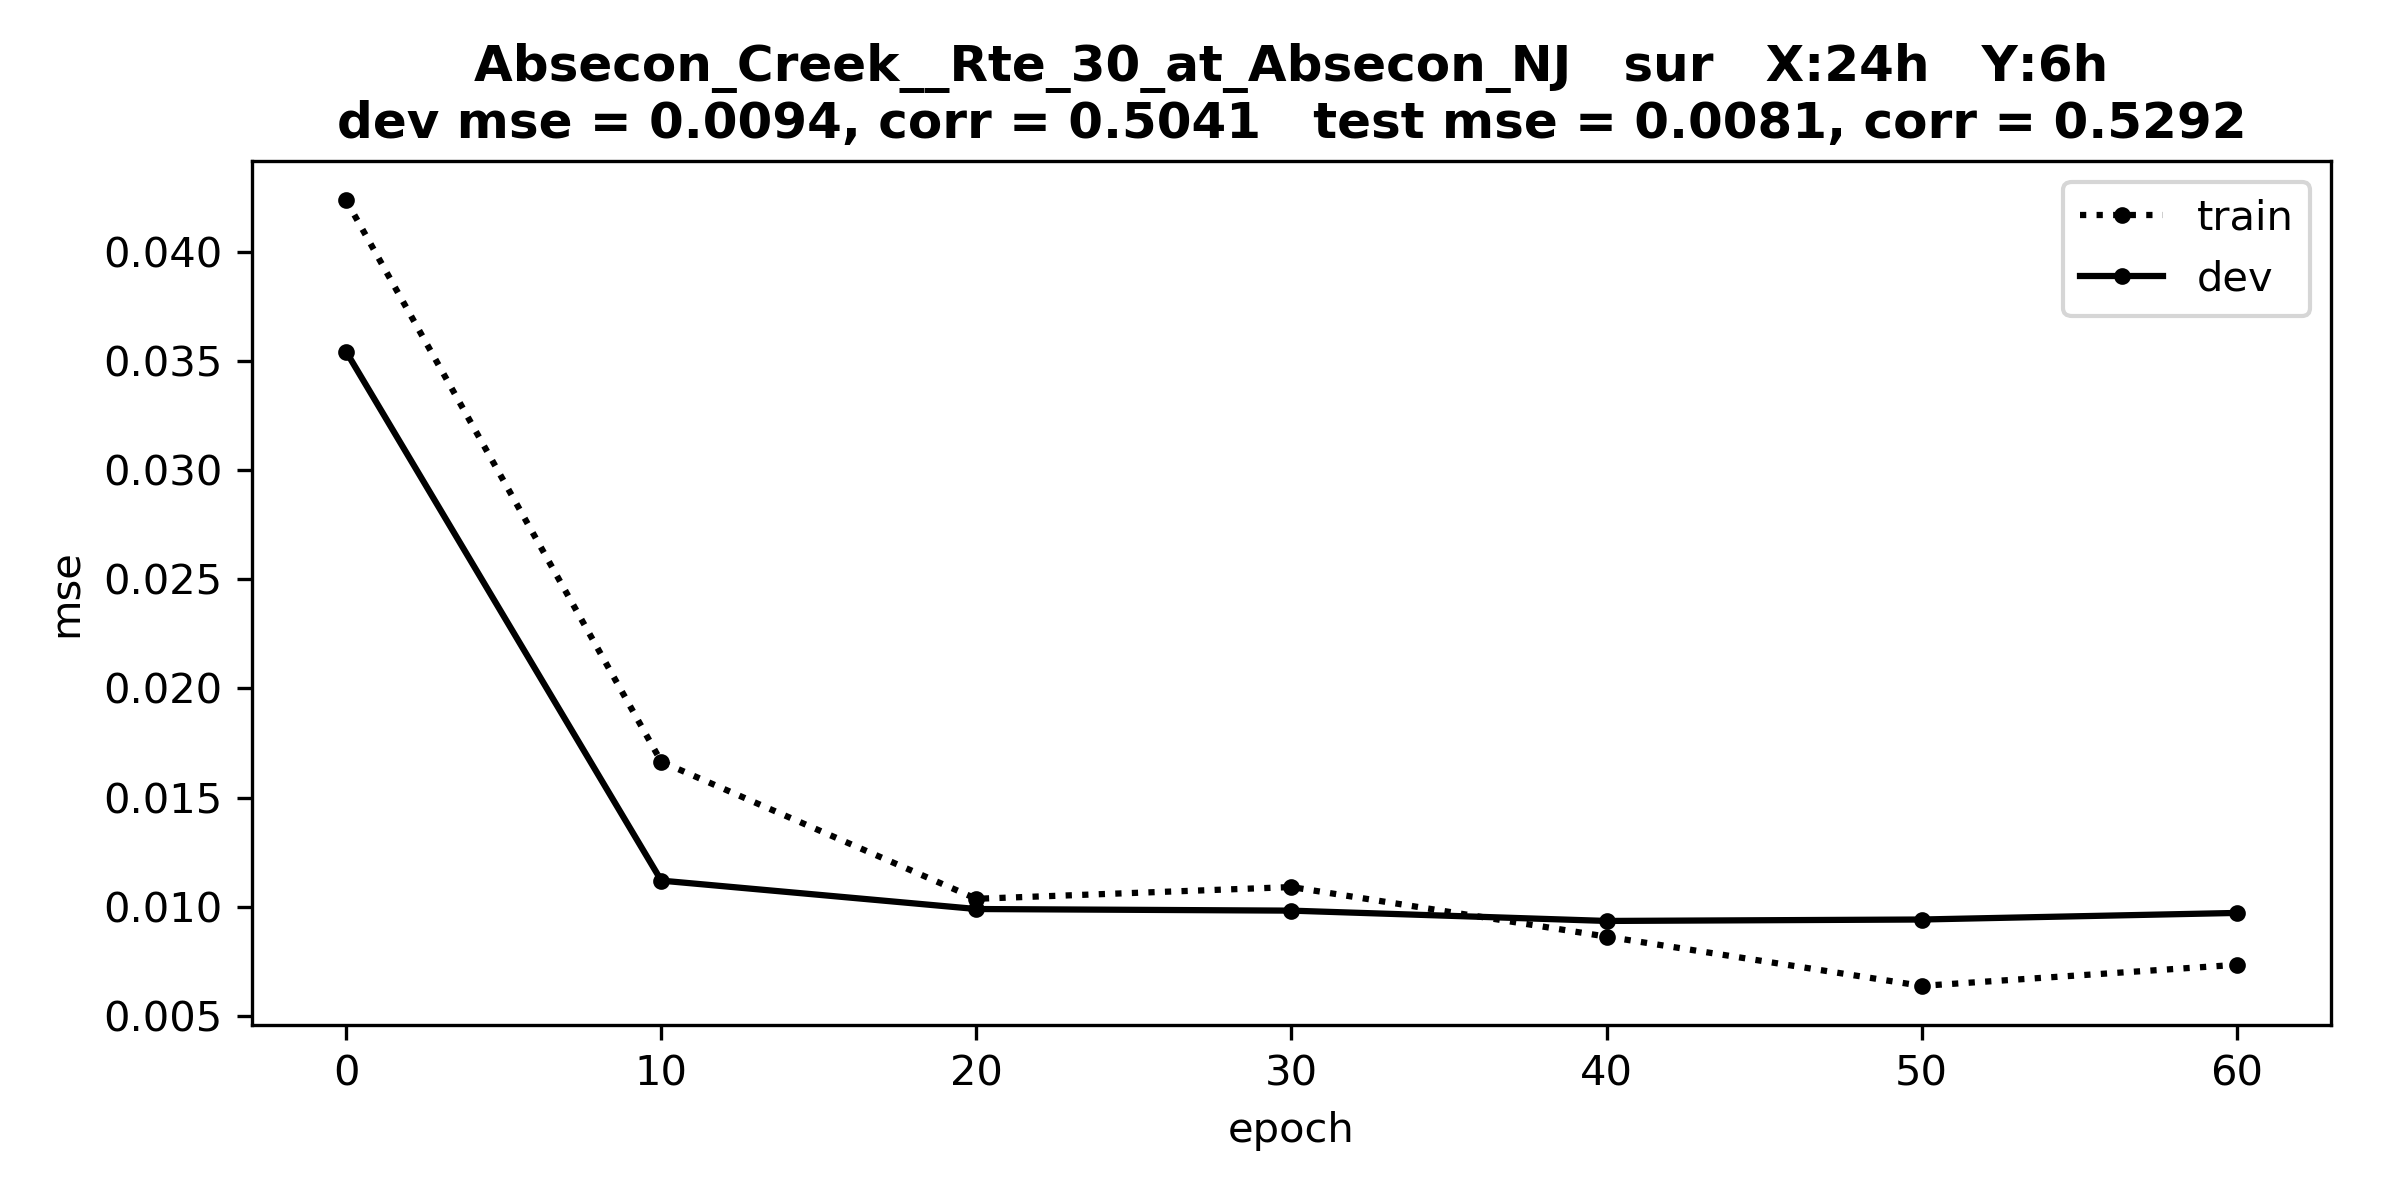 Absecon_Creek__Rte_30_at_Absecon_NJ   sur   X:24h   Y:6h
dev mse = 0.0094, corr = 0.5041   test mse = 0.0081, corr = 0.5292
train
dev
0.040
0.035
0.030
0.025
0.020
0.015
0.010
0.005
mse
0 10 20 30 40 50 60
epoch